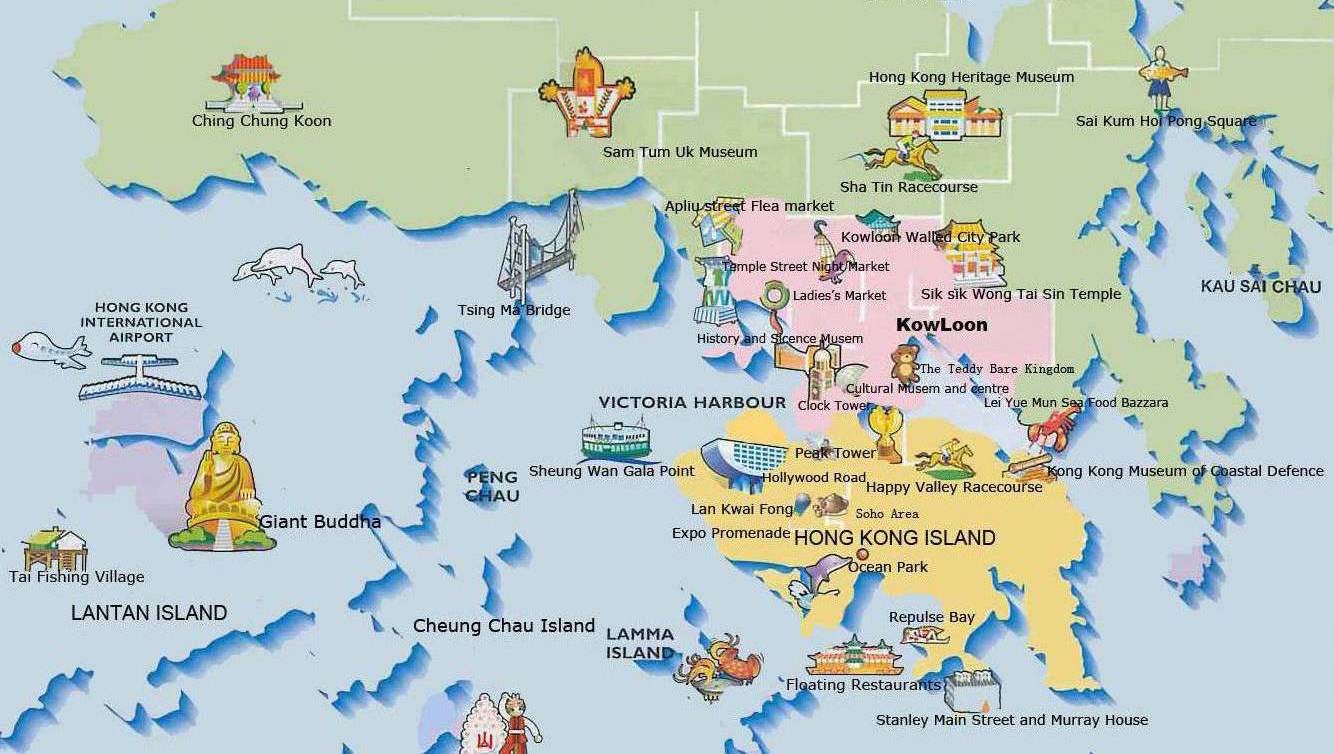 Hong Kong Heritage Museum
Ching Chung Koon
Sai Kum Hoi Pong Square
Sam Tum Uk Museum
Sha Tin Racecourse
Apliu street Flea market
Kowloon Walled City Park
Temple Street Night Market
Sik sik Wong Tai Sin Temple
KAU SAI CHAU
Ladies's Market
HONG KONG
INTERNATIONAL
AIRPORT
Tsing Ma Bridge
KowLoon
History and Sicence Musem
The Teddy Bare Kingdom
Cultural Musem and centre
VICTORIA HARBOUR
Clock Tower
Lei Yue Mun Sea Food Bazzara
Peak Tower
Sheung Wan Gala Point
Hollywood Road
Kong Kong Museum of Coastal Defence
Happy Valley Racecourse
PENG
CHAU
Lan Kwai Fong
Soho Area
Giant Buddha
Expo Promenade
HONG KONG ISLAND
Ocean Park
Tai Fishing Village
LANTAN ISLAND
Cheung Chau Island
Repulse Bay
LAMMA
ISLAND
Floating Restaurants
Stanley Main Street and Murray House